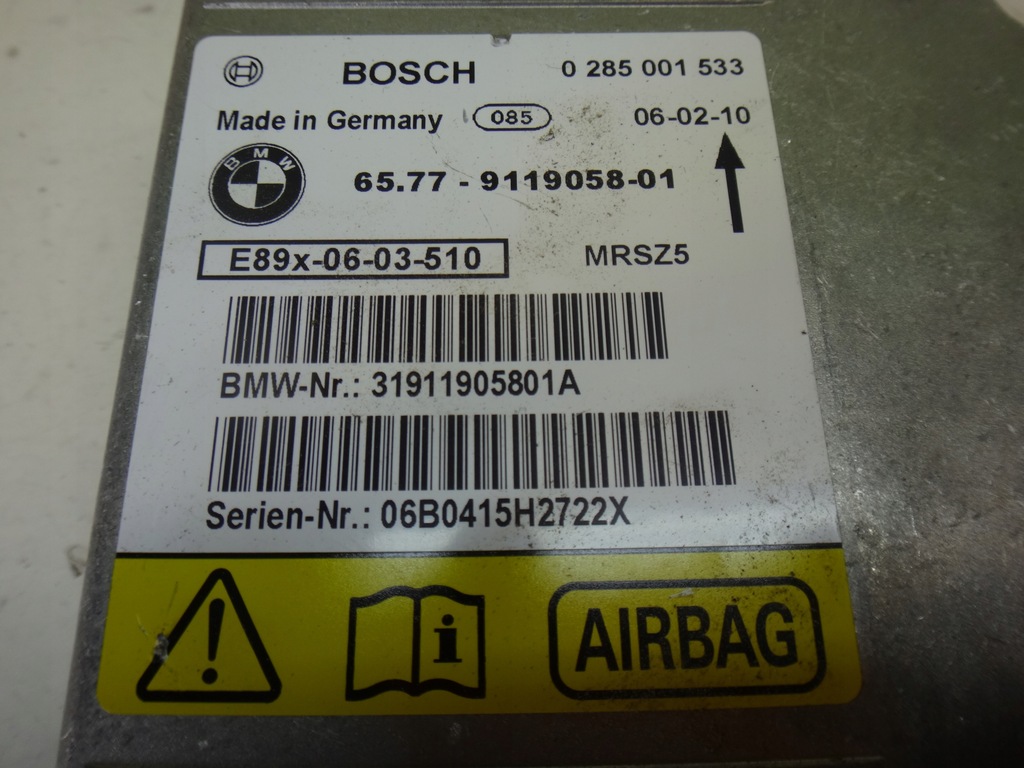 BOSCH 0 285 001 533
Made in Germany 085 06-02-10
BMW 65.77 - 9119058-01
E89x-06-03-510 MRSZ5
BMW-Nr.: 31911905801A
Serien-Nr.: 06B0415H2722X
! i AIRBAG